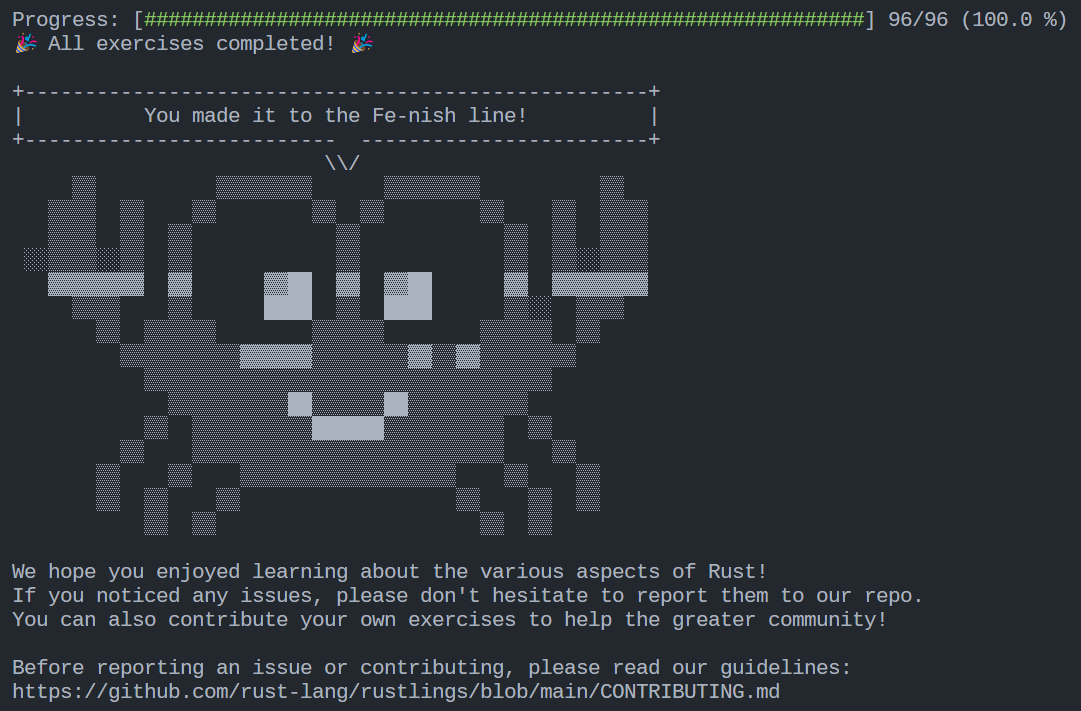 Progress: [############################################################] 96/96 (100.0 %)
🎉 All exercises completed! 🎉
+----------------------------------------------------+
|          You made it to the Fe-nish line!          |
+--------------------------  ------------------------+
\\/
We hope you enjoyed learning about the various aspects of Rust!
If you noticed any issues, please don't hesitate to report them to our repo.
You can also contribute your own exercises to help the greater community!
Before reporting an issue or contributing, please read our guidelines:
https://github.com/rust-lang/rustlings/blob/main/CONTRIBUTING.md